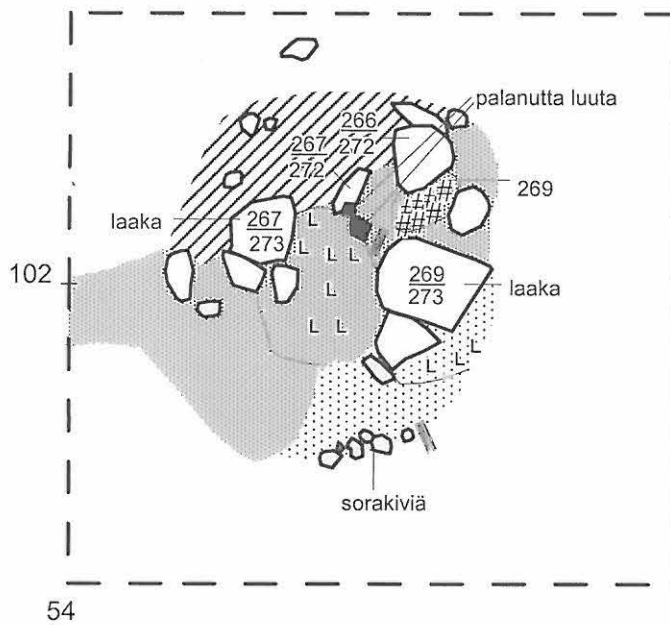 palanutta luuta
266
272
267
272
269
laaka
267
273
L
L
L L L
102
269
273
laaka
L
L L
L L L
sorakiviä
54